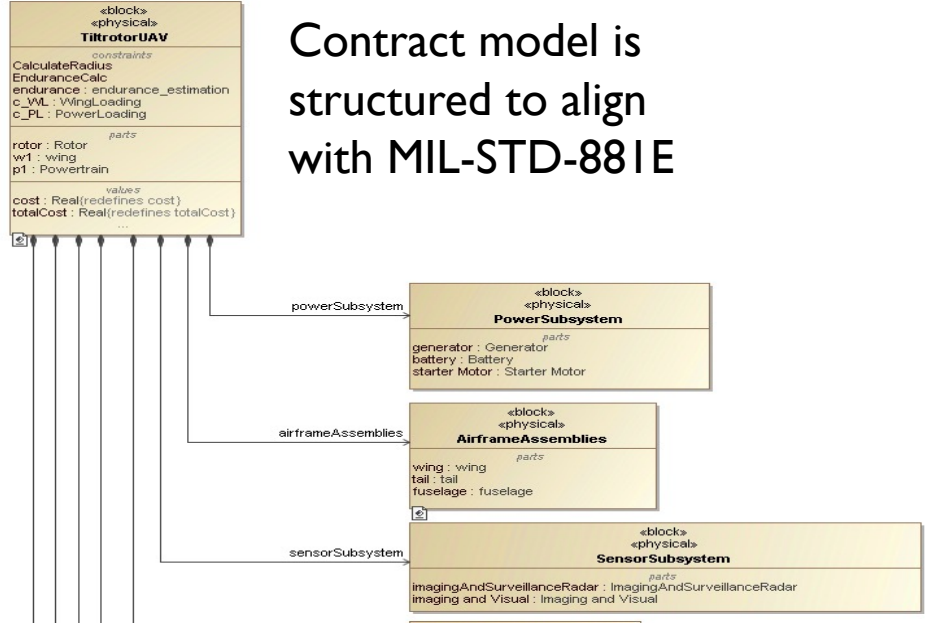 «block»
«physical»
TiltrotorUAV
constraints
CalculateRadius
EnduranceCalc
endurance : endurance_estimation
c_WL : WingLoading
c_PL : PowerLoading
parts
rotor : Rotor
w1 : wing
p1 : Powertrain
values
cost : Real{redefines cost}
totalCost : Real{redefines totalCost}
...
Contract model is
structured to align
with MIL-STD-881E
powerSubsystem
«block»
«physical»
PowerSubsystem
parts
generator : Generator
battery : Battery
starter Motor : Starter Motor
airframeAssemblies
«block»
«physical»
AirframeAssemblies
parts
wing : wing
tail : tail
fuselage : fuselage
sensorSubsystem
«block»
«physical»
SensorSubsystem
parts
imagingAndSurveillanceRadar : ImagingAndSurveillanceRadar
imaging and Visual : Imaging and Visual